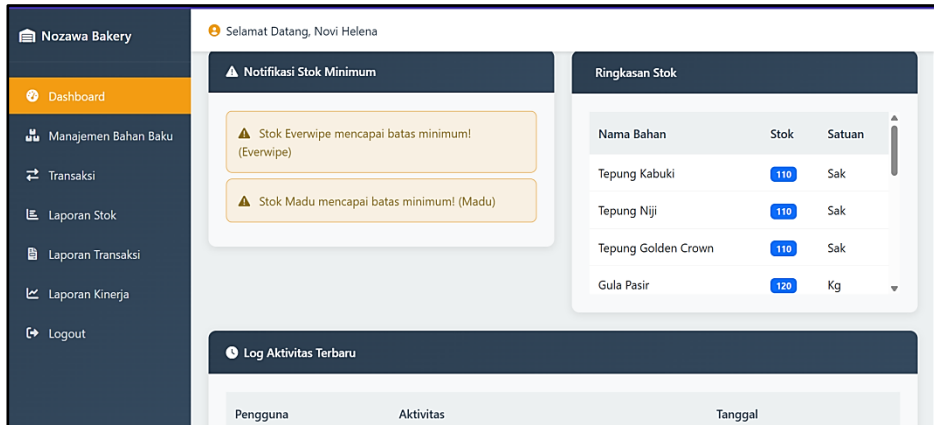 Nozawa Bakery
Selamat Datang, Novi Helena
Dashboard
Manajemen Bahan Baku
Transaksi
Laporan Stok
Laporan Transaksi
Laporan Kinerja
Logout
Notifikasi Stok Minimum
Stok Everwipe mencapai batas minimum!
(Everwipe)
Stok Madu mencapai batas minimum! (Madu)
Ringkasan Stok
Nama Bahan Stok Satuan
Tepung Kabuki 110 Sak
Tepung Niji 110 Sak
Tepung Golden Crown 110 Sak
Gula Pasir 120 Kg
Log Aktivitas Terbaru
Pengguna Aktivitas Tanggal